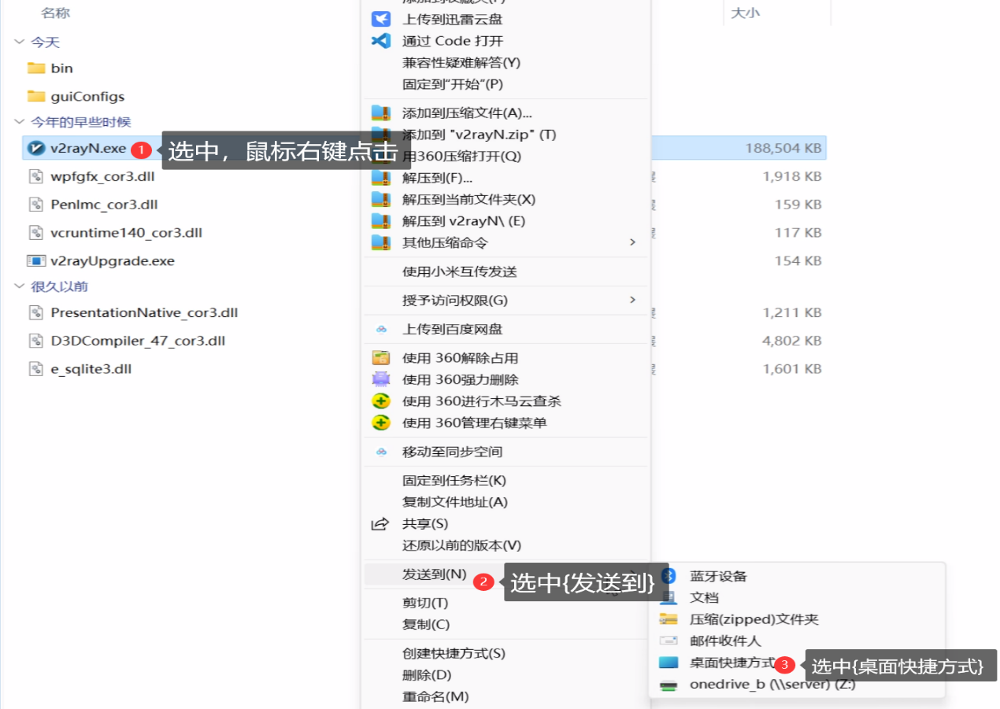 名称
大小
今天
bin
guiConfigs
今年的早些时候
v2rayN.exe
188,504 KB
wpfgfx_cor3.dll
1,918 KB
PenImc_cor3.dll
159 KB
vcruntime140_cor3.dll
117 KB
v2rayUpgrade.exe
154 KB
很久以前
PresentationNative_cor3.dll
1,211 KB
D3DCompiler_47_cor3.dll
4,802 KB
e_sqlite3.dll
1,601 KB
1
选中，鼠标右键点击
上传到迅雷云盘
通过 Code 打开
兼容性疑难解答(Y)
固定到"开始"(P)
添加到压缩文件(A)...
添加到 "v2rayN.zip" (T)
用360压缩打开(Q)
解压到(F)...
解压到当前文件夹(X)
解压到 v2rayN\ (E)
其他压缩命令
使用小米互传发送
授予访问权限(G)
上传到百度网盘
使用 360解除占用
使用 360强力删除
使用 360进行木马云查杀
使用 360管理右键菜单
移动至同步空间
固定到任务栏(K)
复制文件地址(A)
共享(S)
还原以前的版本(V)
发送到(N)
2
选中{发送到}
剪切(T)
复制(C)
创建快捷方式(S)
删除(D)
重命名(M)
蓝牙设备
文档
压缩(zipped)文件夹
邮件收件人
桌面快捷方式
3
选中{桌面快捷方式}
onedrive_b (\\server) (Z:)